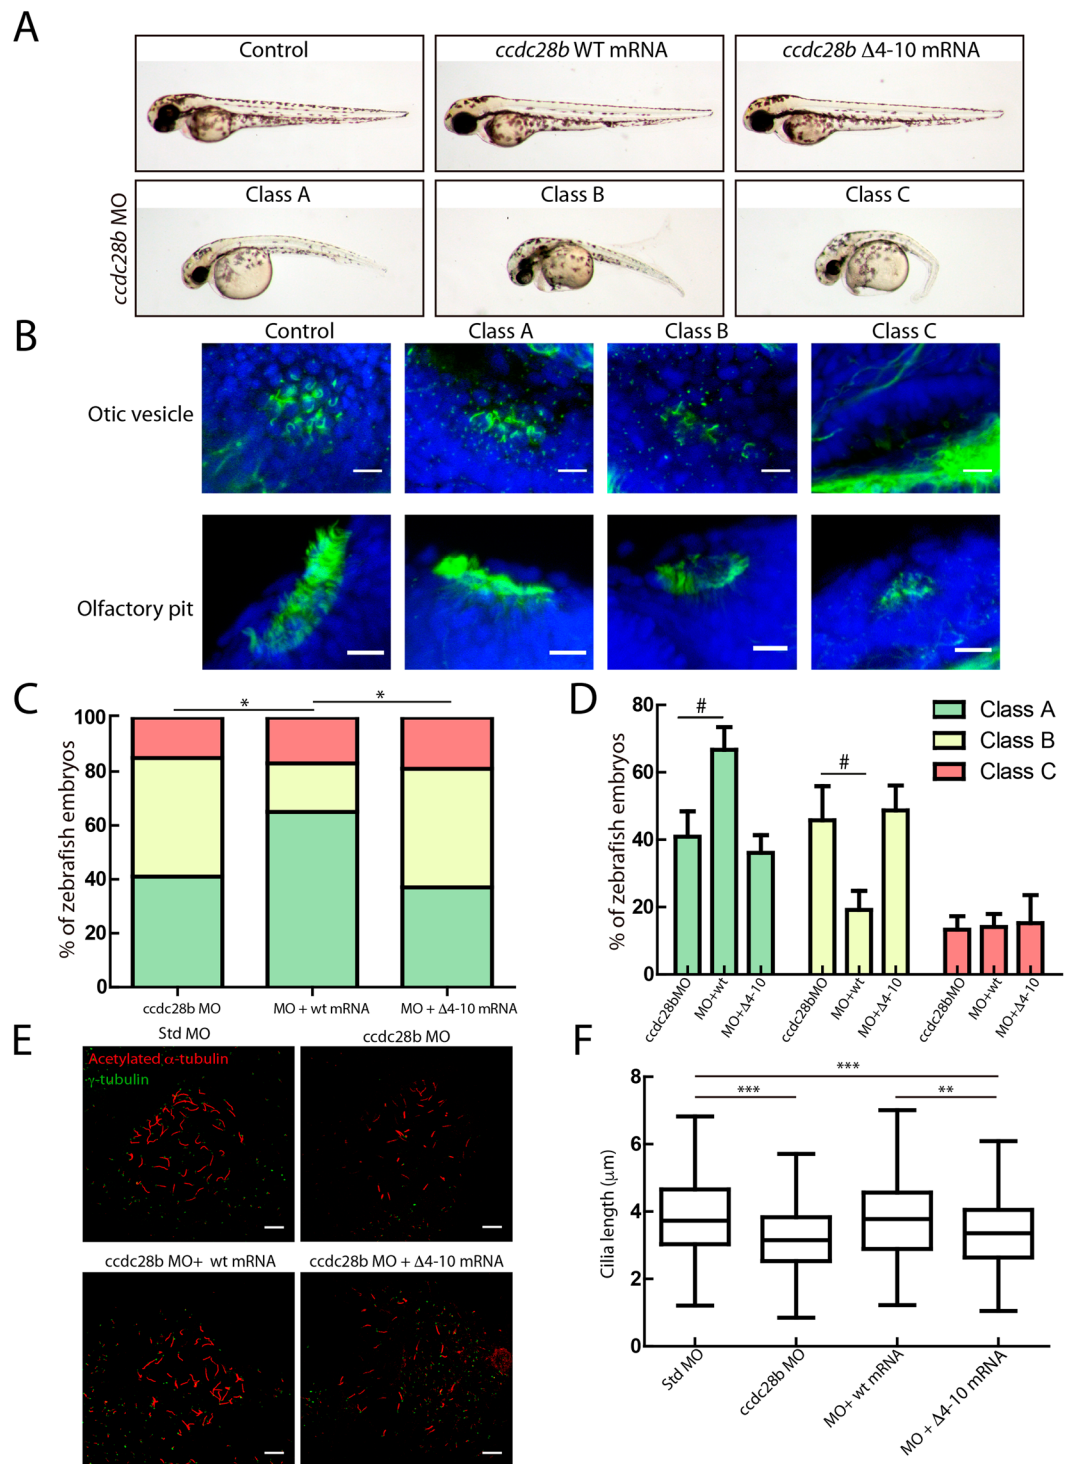 A
Control
ccdc28b WT mRNA
ccdc28b Δ4-10 mRNA
ccdc28b MO
Class A
Class B
Class C
B
Control
Class A
Class B
Class C
Otic vesicle
Olfactory pit
C
% of zebrafish embryos
100
80
60
40
20
0
*
*
ccdc28b MO
MO + wt mRNA
MO + Δ4-10 mRNA
D
% of zebrafish embryos
80
60
40
20
0
#
#
Class A
Class B
Class C
ccdc28bMO
MO+wt
MO+Δ4-10
ccdc28bMO
MO+wt
MO+Δ4-10
ccdc28bMO
MO+wt
MO+Δ4-10
E
Std MO
ccdc28b MO
Acetylated α-tubulin
γ-tubulin
ccdc28b MO+ wt mRNA
ccdc28b MO + Δ4-10 mRNA
F
Cilia length (μm)
8
6
4
2
0
***
***
**
Std MO
ccdc28b MO
MO+ wt mRNA
MO + Δ4-10 mRNA